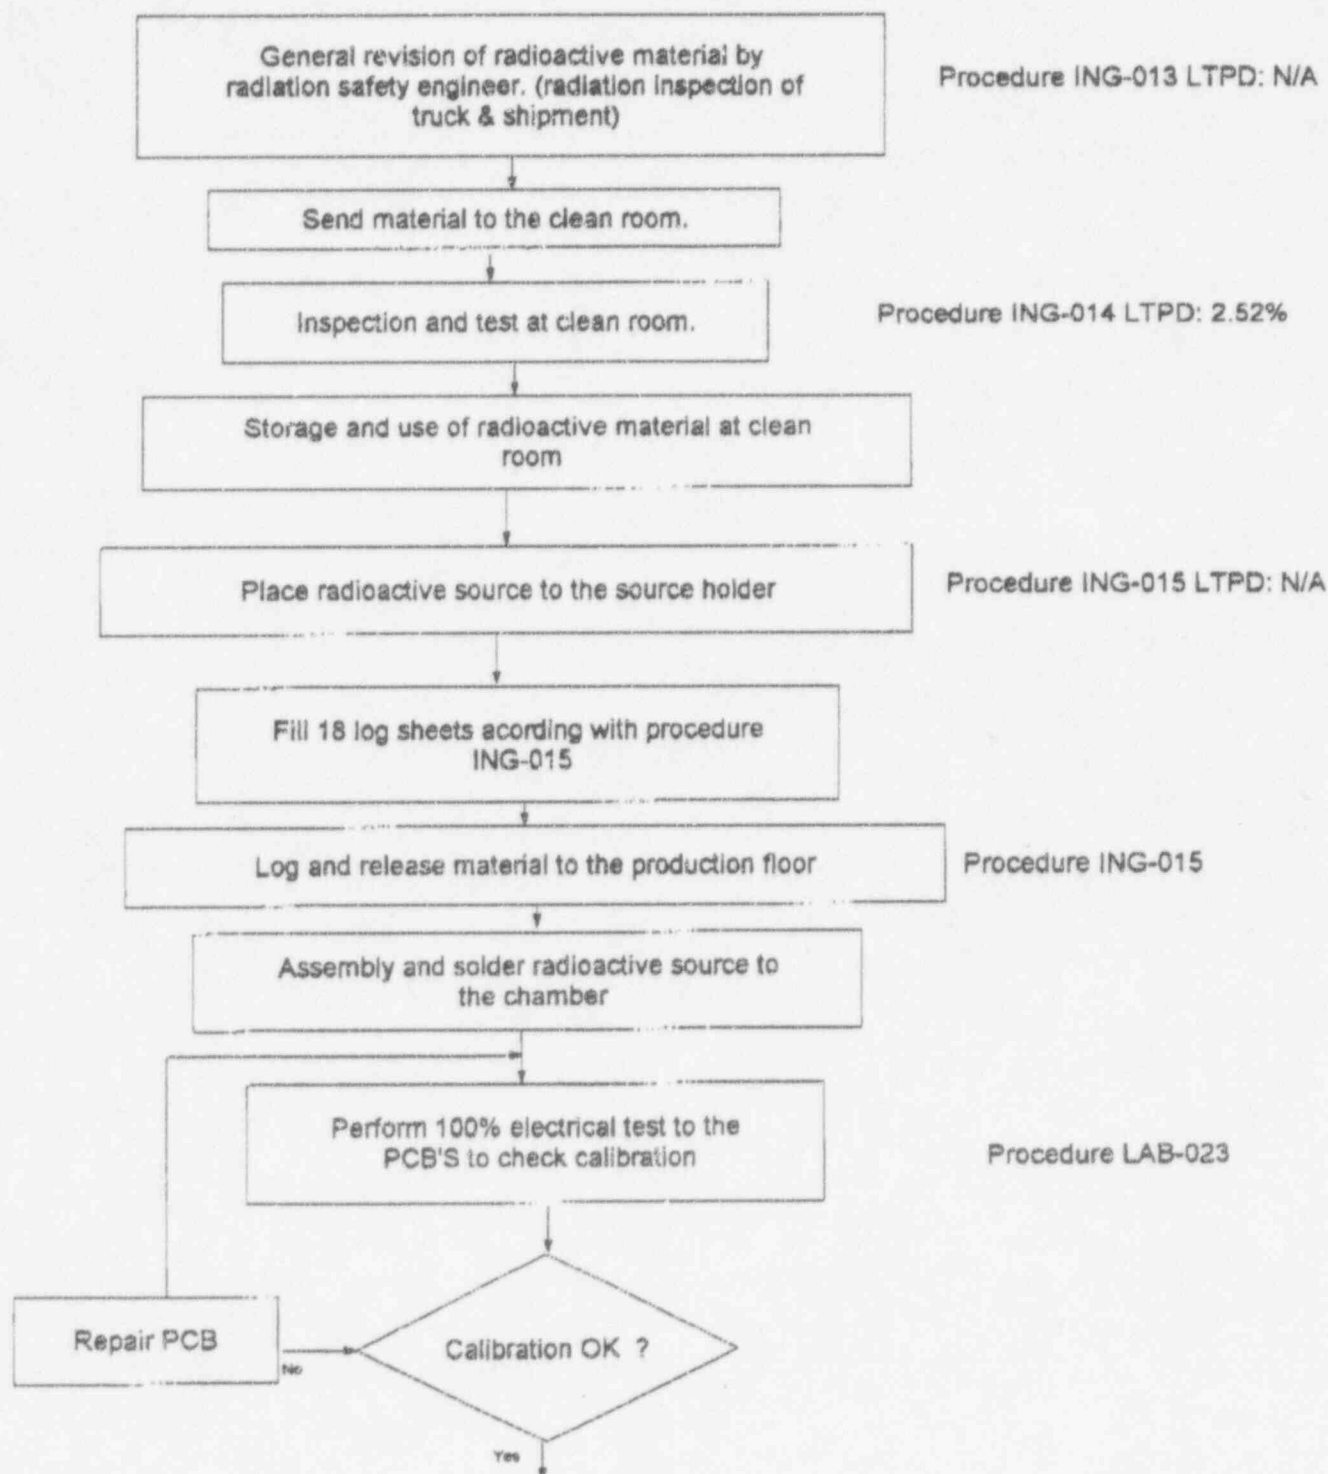 General revision of radioactive material by
radiation safety engineer. (radiation inspection of
truck & shipment)
Procedure ING-013 LTPD: N/A
Send material to the clean room.
Inspection and test at clean room.
Procedure ING-014 LTPD: 2.52%
Storage and use of radioactive material at clean
room
Place radioactive source to the source holder
Procedure ING-015 LTPD: N/A
Fill 18 log sheets acording with procedure
ING-015
Log and release material to the production floor
Procedure ING-015
Assembly and solder radioactive source to
the chamber
Perform 100% electrical test to the
PCB'S to check calibration
Procedure LAB-023
Repair PCB
No
Calibration OK ?
Yes